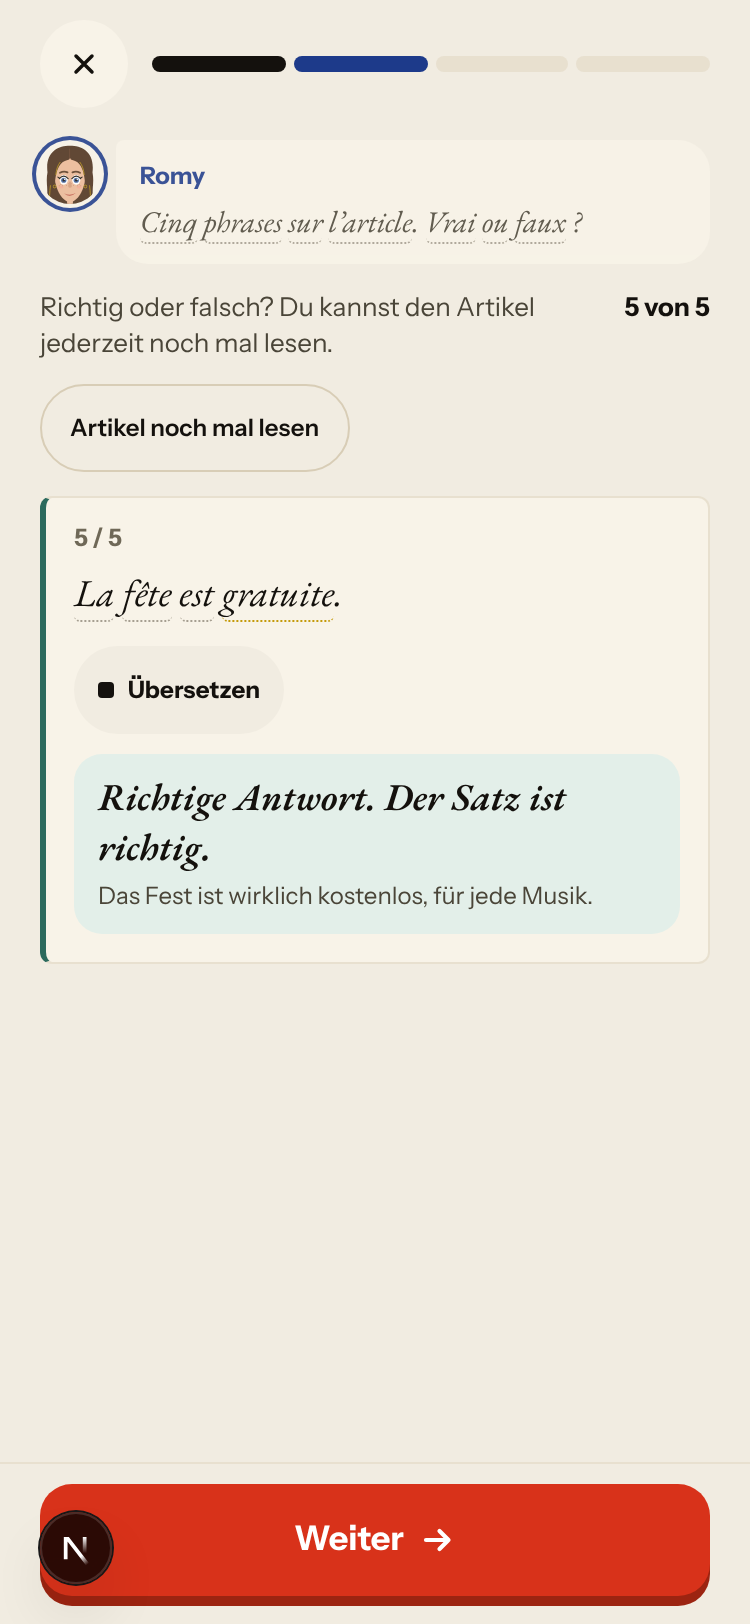 Romy
Cinq phrases sur l’article. Vrai ou faux ?
Richtig oder falsch? Du kannst den Artikel
jederzeit noch mal lesen.
5 von 5
Artikel noch mal lesen
5 / 5
La fête est gratuite.
Übersetzen
Richtige Antwort. Der Satz ist
richtig.
Das Fest ist wirklich kostenlos, für jede Musik.
Weiter →
N